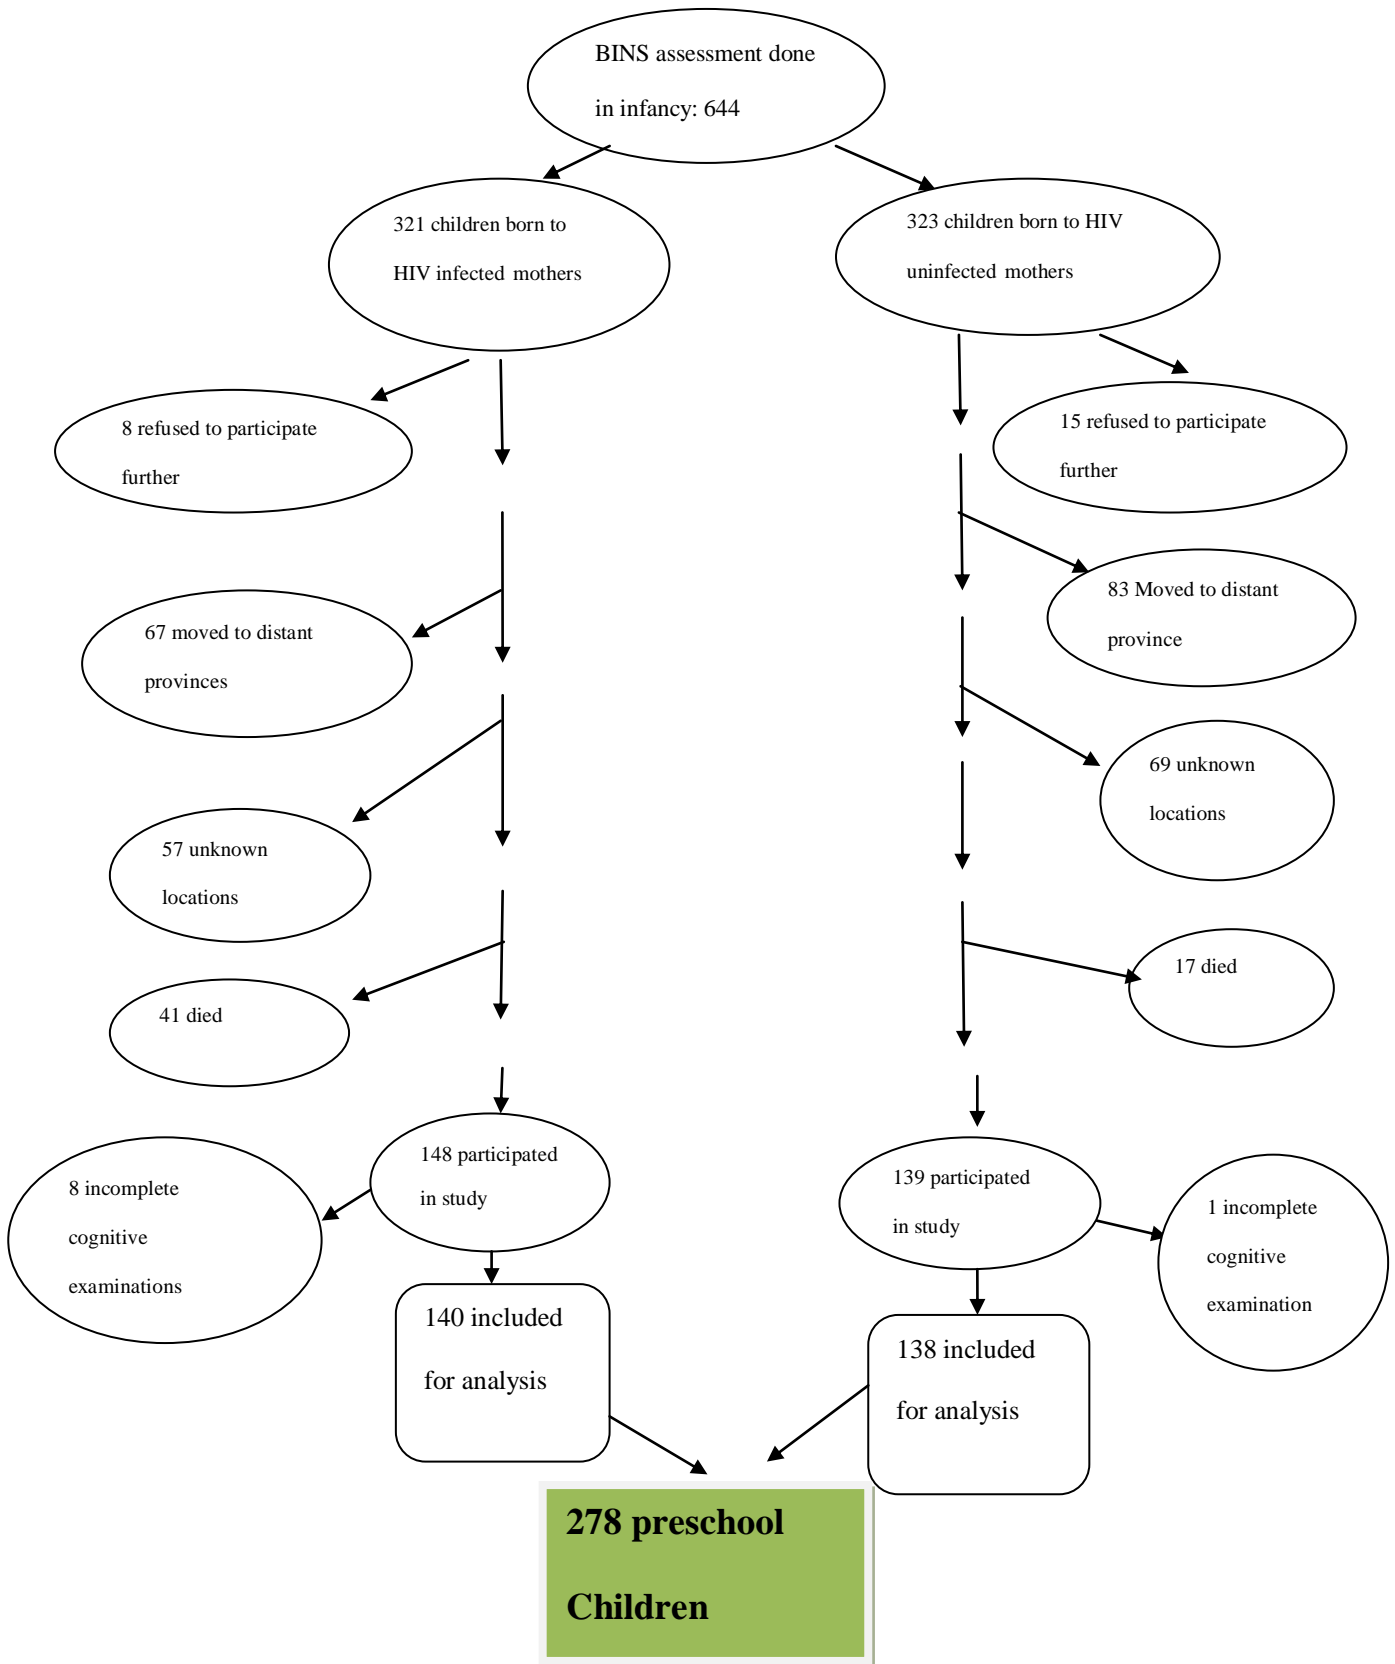 BINS assessment done
in infancy: 644
321 children born to
HIV infected mothers
323 children born to HIV
uninfected mothers
8 refused to participate
further
15 refused to participate
further
67 moved to distant
provinces
83 Moved to distant
province
57 unknown
locations
69 unknown
locations
41 died
17 died
148 participated
in study
139 participated
in study
8 incomplete
cognitive
examinations
1 incomplete
cognitive
examination
140 included
for analysis
138 included
for analysis
278 preschool
Children